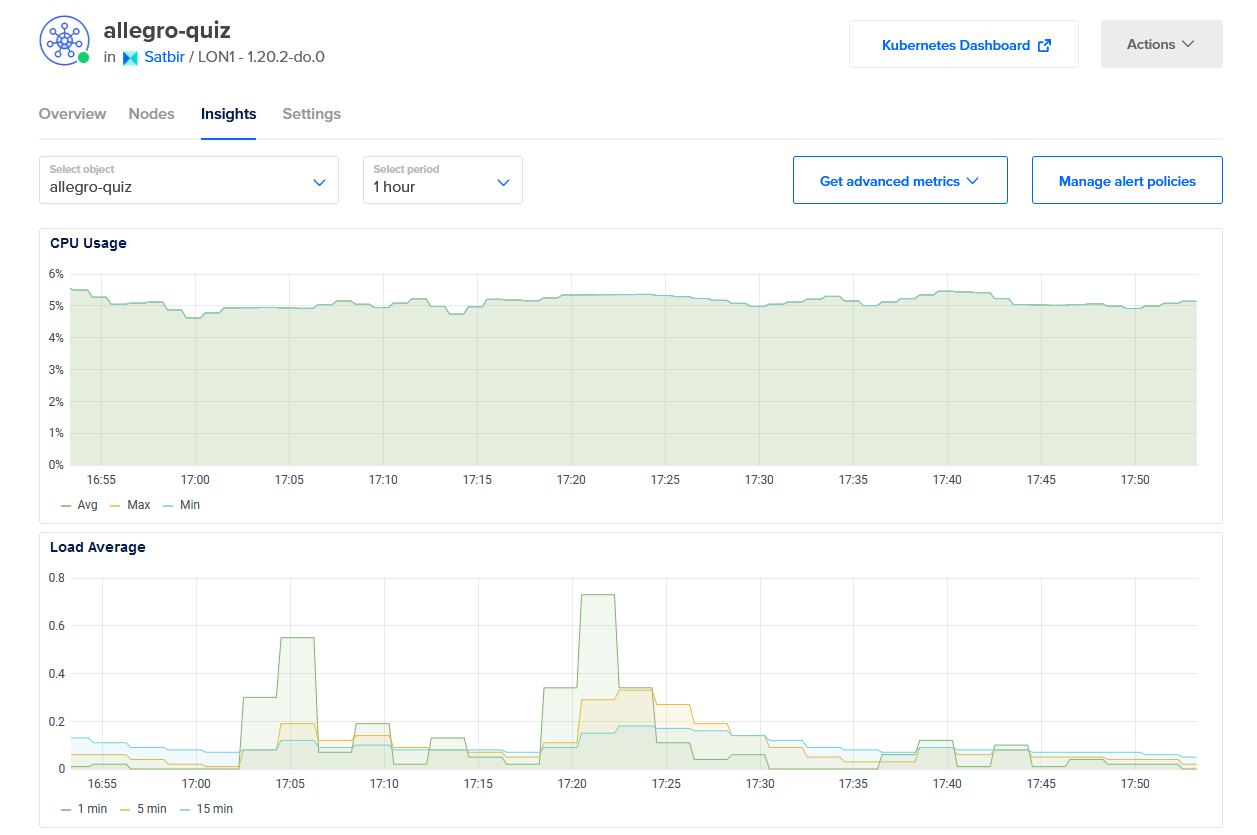 allegro-quiz
in Satbir / LON1 - 1.20.2-do.0
Kubernetes Dashboard
Actions
Overview Nodes Insights Settings
Select object
allegro-quiz
Select period
1 hour
Get advanced metrics
Manage alert policies
CPU Usage
6%
5%
4%
3%
2%
1%
0%
16:55 17:00 17:05 17:10 17:15 17:20 17:25 17:30 17:35 17:40 17:45 17:50
Avg Max Min
Load Average
0.8
0.6
0.4
0.2
0
16:55 17:00 17:05 17:10 17:15 17:20 17:25 17:30 17:35 17:40 17:45 17:50
1 min 5 min 15 min